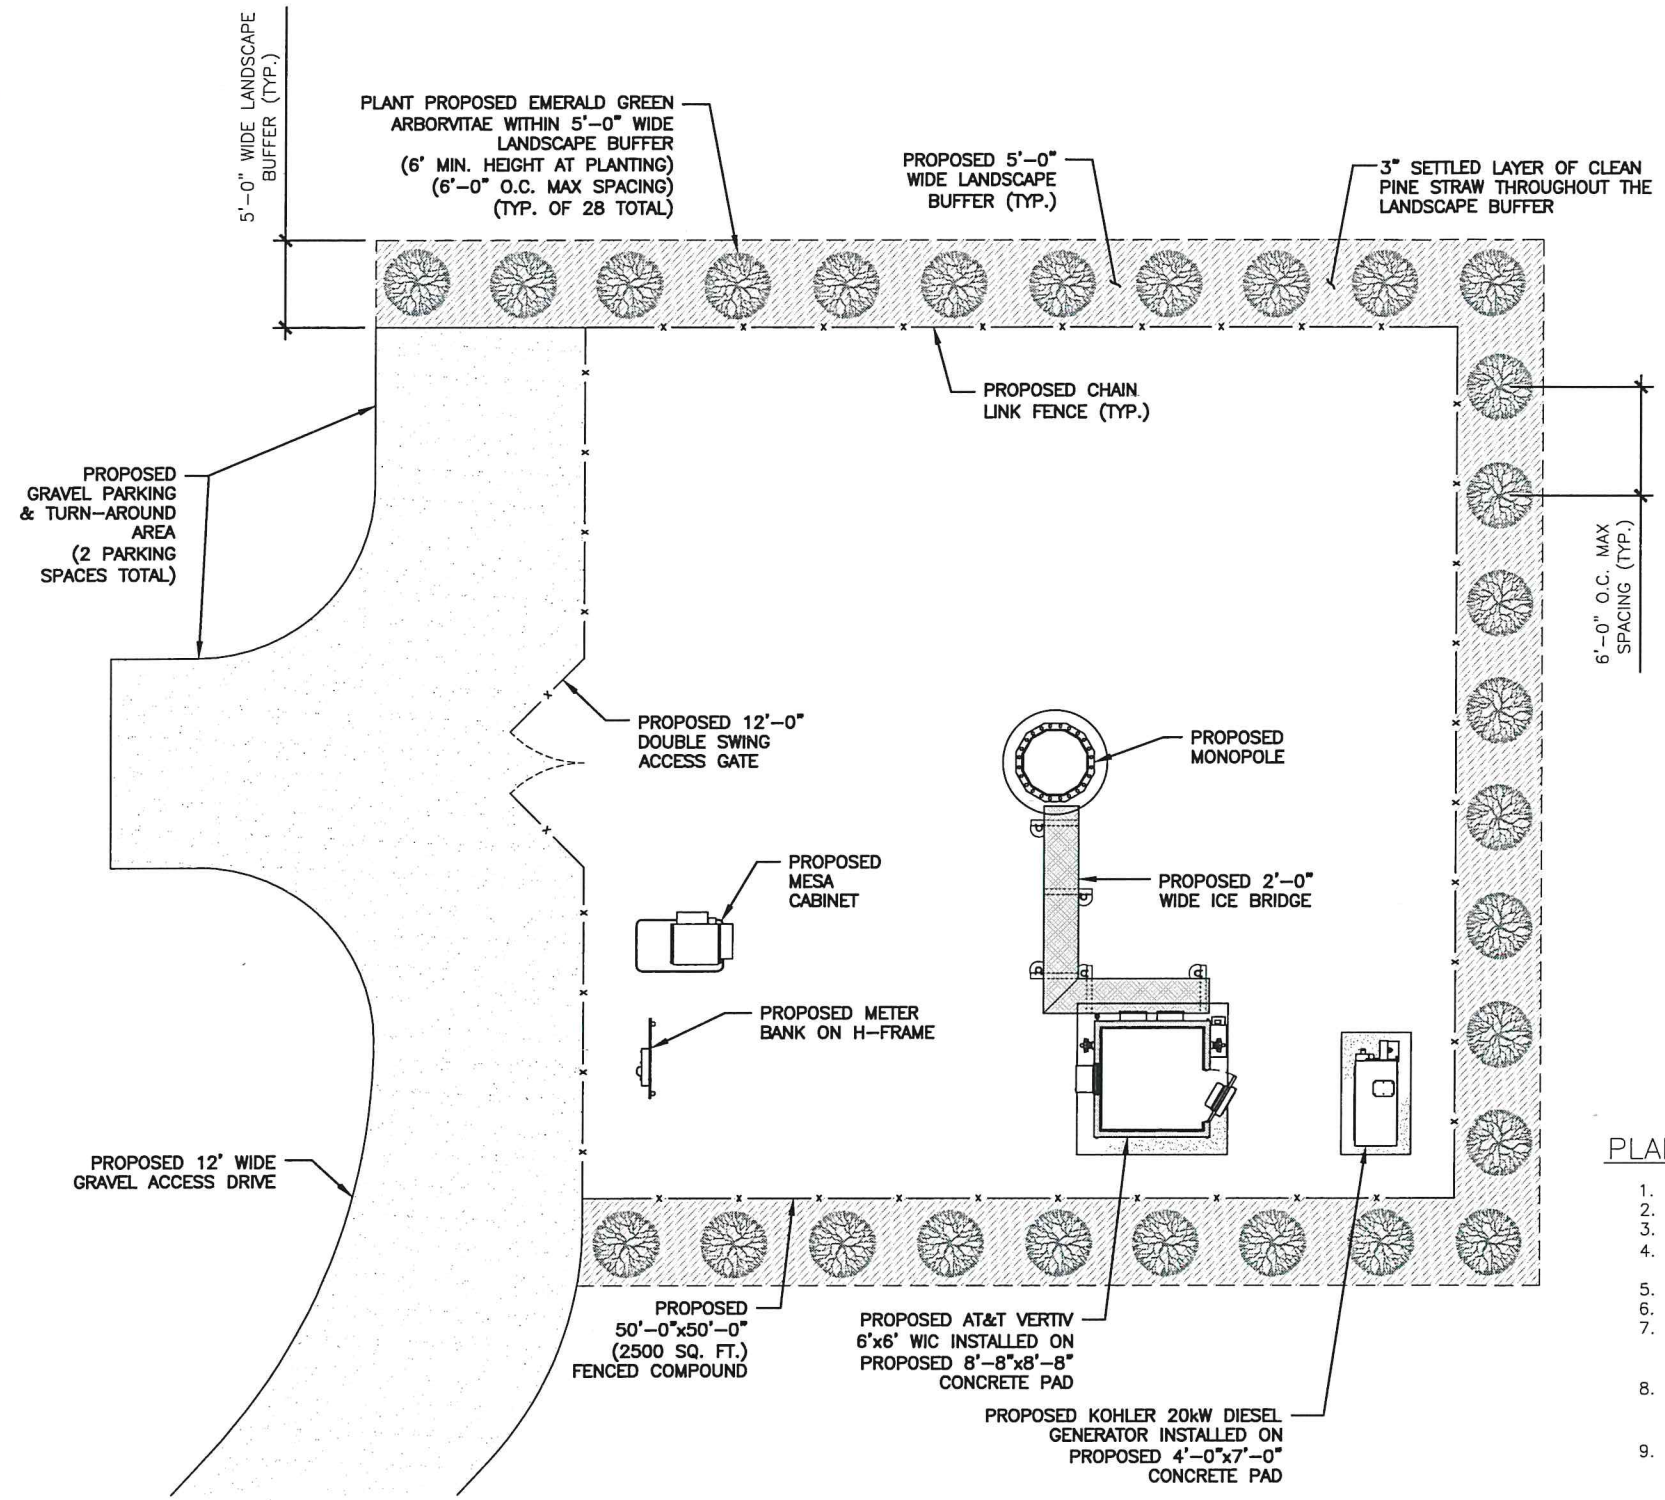 5'-0" WIDE LANDSCAPE
BUFFER (TYP.)
PLANT PROPOSED EMERALD GREEN
ARBORVITAE WITHIN 5'-0" WIDE
LANDSCAPE BUFFER
(6' MIN. HEIGHT AT PLANTING)
(6'-0" O.C. MAX SPACING)
(TYP. OF 28 TOTAL)
PROPOSED 5'-0"
WIDE LANDSCAPE
BUFFER (TYP.)
3" SETTLED LAYER OF CLEAN
PINE STRAW THROUGHOUT THE
LANDSCAPE BUFFER
PROPOSED CHAIN
LINK FENCE (TYP.)
PROPOSED
GRAVEL PARKING
& TURN-AROUND
AREA
(2 PARKING
SPACES TOTAL)
6'-0" O.C. MAX
SPACING (TYP.)
PROPOSED 12'-0"
DOUBLE SWING
ACCESS GATE
PROPOSED
MONOPOLE
PROPOSED
MESA
CABINET
PROPOSED 2'-0"
WIDE ICE BRIDGE
PROPOSED METER
BANK ON H-FRAME
PROPOSED 12' WIDE
GRAVEL ACCESS DRIVE
PROPOSED
50'-0"x50'-0"
(2500 SQ. FT.)
FENCED COMPOUND
PROPOSED AT&T VERTIV
6'x6' WIC INSTALLED ON
PROPOSED 8'-8"x8'-8"
CONCRETE PAD
PROPOSED KOHLER 20kW DIESEL
GENERATOR INSTALLED ON
PROPOSED 4'-0"x7'-0"
CONCRETE PAD
1.
2.
3.
4.
5.
6.
7.
8.
9.